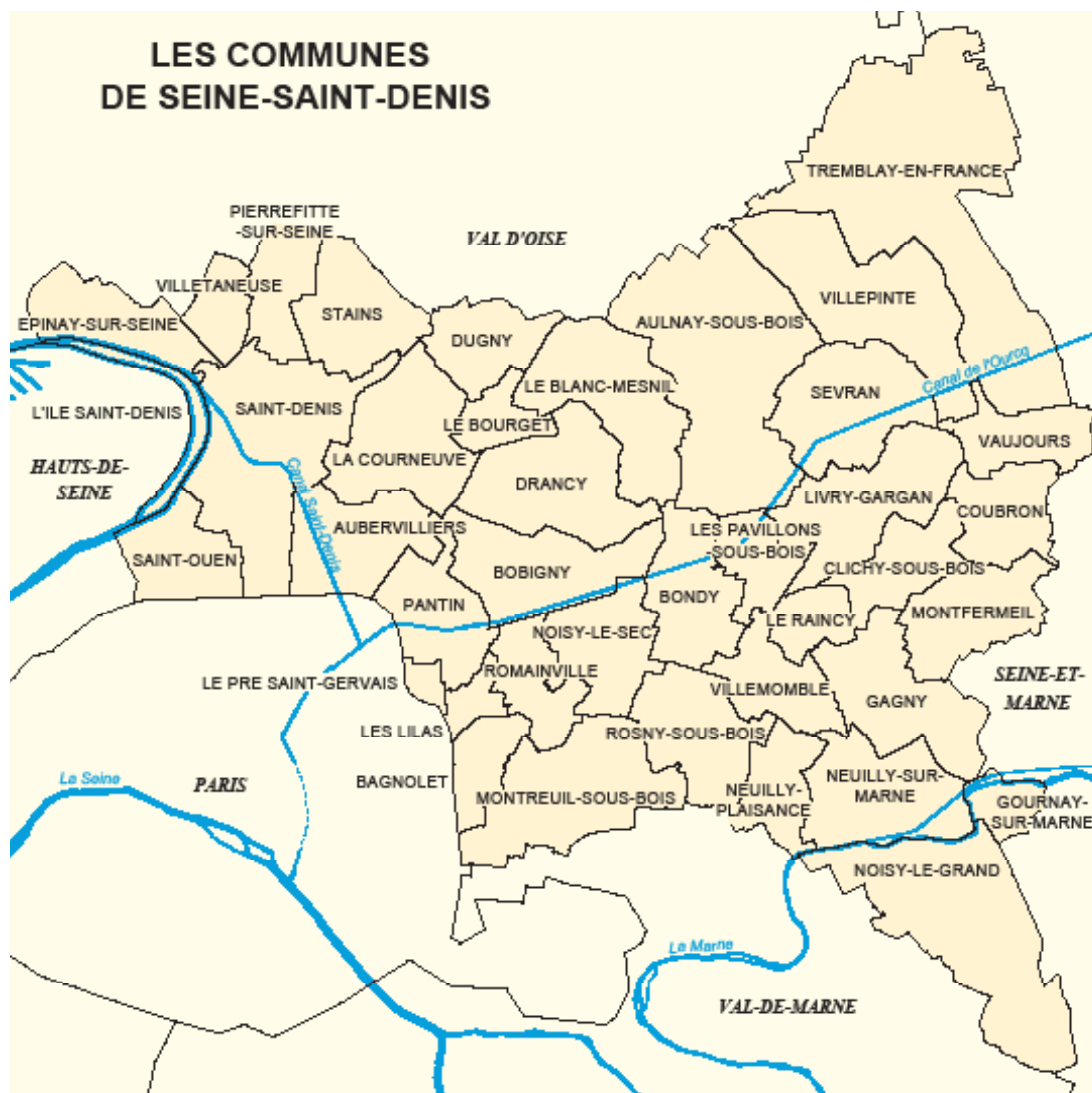 LES COMMUNES
DE SEINE-SAINT-DENIS
TREMBLAY-EN-FRANCE
PIERREFITTE
-SUR-SEINE
VAL D'OISE
VILLETANEUSE
VILLEPINTE
STAINS
EPINAY-SUR-SEINE
AULNAY-SOUS-BOIS
DUGNY
Canal de l'Ourcq
LE BLANC-MESNIL
SEVRAN
L'ILE SAINT-DENIS
SAINT-DENIS
LE BOURGET
VAUJOURS
HAUTS-DE-
SEINE
LA COURNEUVE
Canal Saint-Denis
DRANCY
LIVRY-GARGAN
COUBRON
AUBERVILLIERS
LES PAVILLONS
-SOUS-BOIS
SAINT-OUEN
BOBIGNY
CLICHY-SOUS-BOIS
BONDY
PANTIN
MONTFERMEIL
LE RAINCY
NOISY-LE-SEC
ROMAINVILLE
LE PRE SAINT-GERVAIS
VILLEMOMBLE
GAGNY
SEINE-ET-
MARNE
LES LILAS
ROSNY-SOUS-BOIS
La Seine
PARIS
BAGNOLET
MONTREUIL-SOUS-BOIS
NEUILLY-
PLAISANCE
NEUILLY-SUR-
MARNE
GOURNAY-
SUR-MARNE
NOISY-LE-GRAND
La Marne
VAL-DE-MARNE